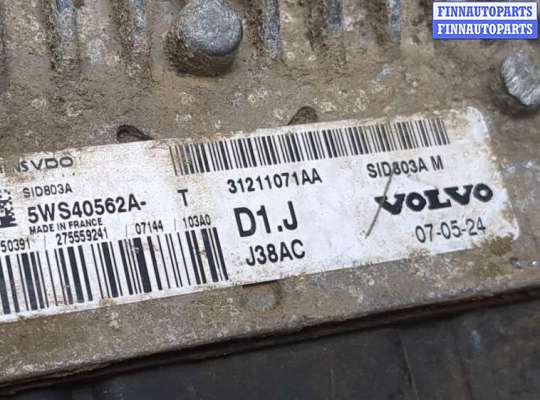 FINNAUTOPARTS
FINNAUTOPARTS
VDO
SID803A
5WS40562A-
T
MADE IN FRANCE
50391
275559241
07144
103A0
31211071AA
D1.J
J38AC
SID803A M
VOLVO
07-05-24